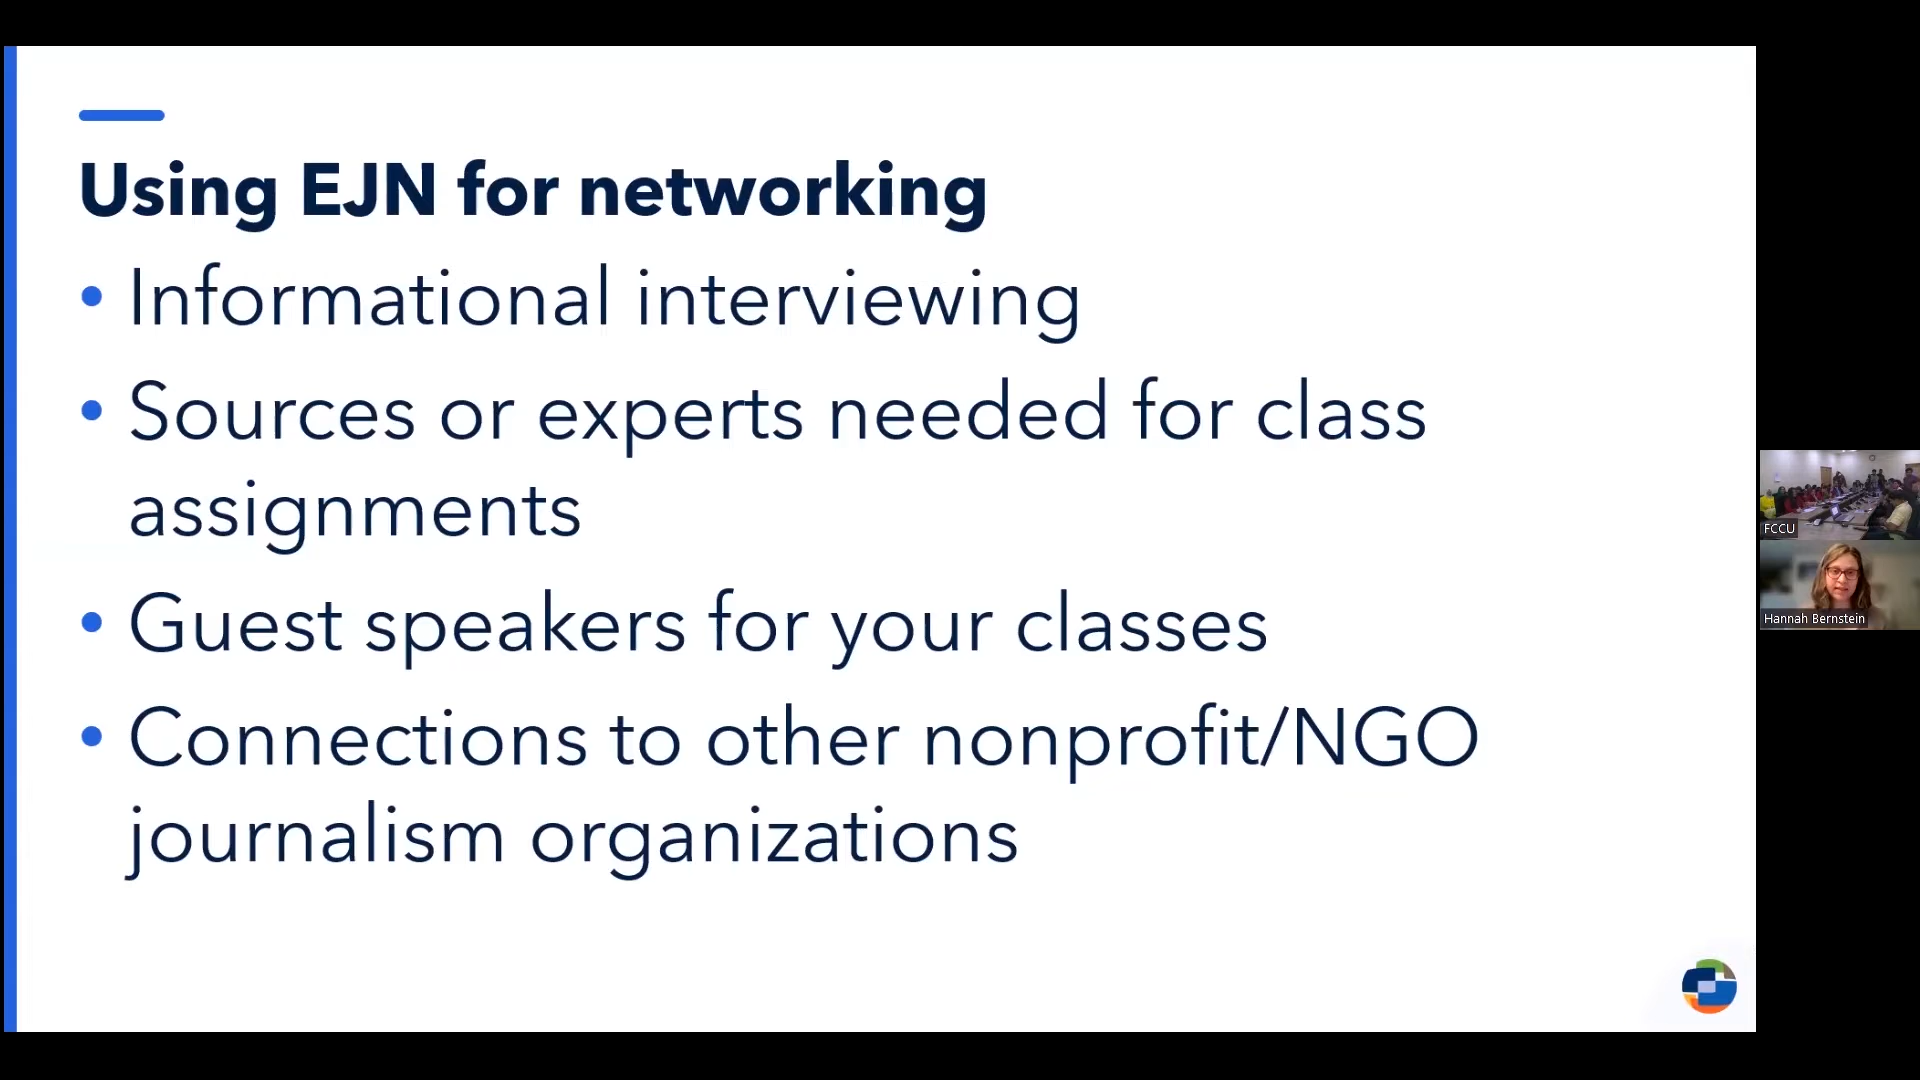 Using EJN for networking
• Informational interviewing
• Sources or experts needed for class
assignments
• Guest speakers for your classes
• Connections to other nonprofit/NGO
journalism organizations
FCCU
Hannah Bernstein